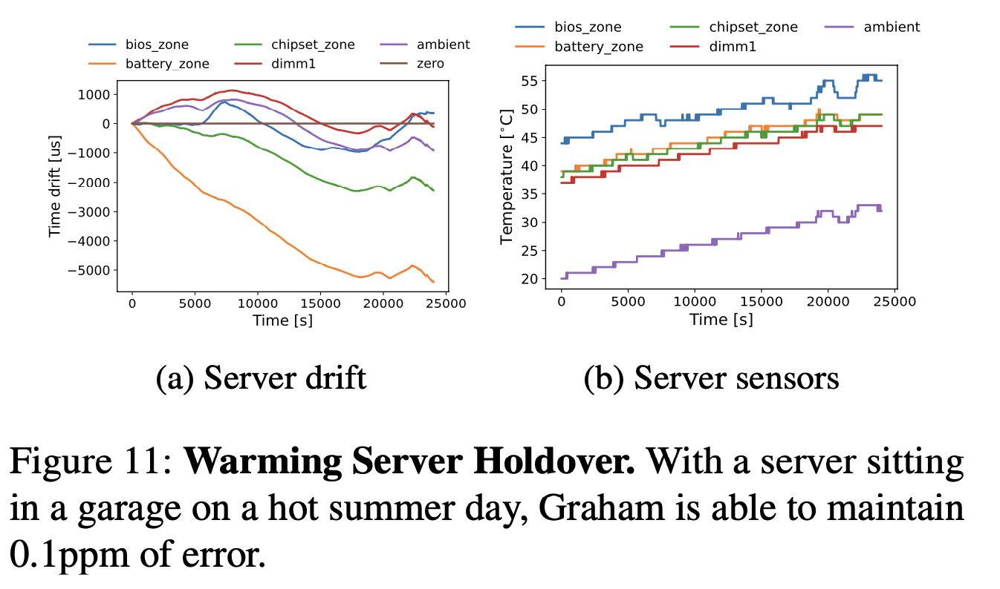 bios_zone chipset_zone ambient
battery_zone dimm1 zero
Time drift [us]
1000
0
−1000
−2000
−3000
−4000
−5000
0 5000 10000 15000 20000 25000
Time [s]
(a) Server drift
bios_zone chipset_zone ambient
battery_zone dimm1
Temperature [°C]
55
50
45
40
35
30
25
20
0 5000 10000 15000 20000 25000
Time [s]
(b) Server sensors
Figure 11: Warming Server Holdover. With a server sitting
in a garage on a hot summer day, Graham is able to maintain
0.1ppm of error.